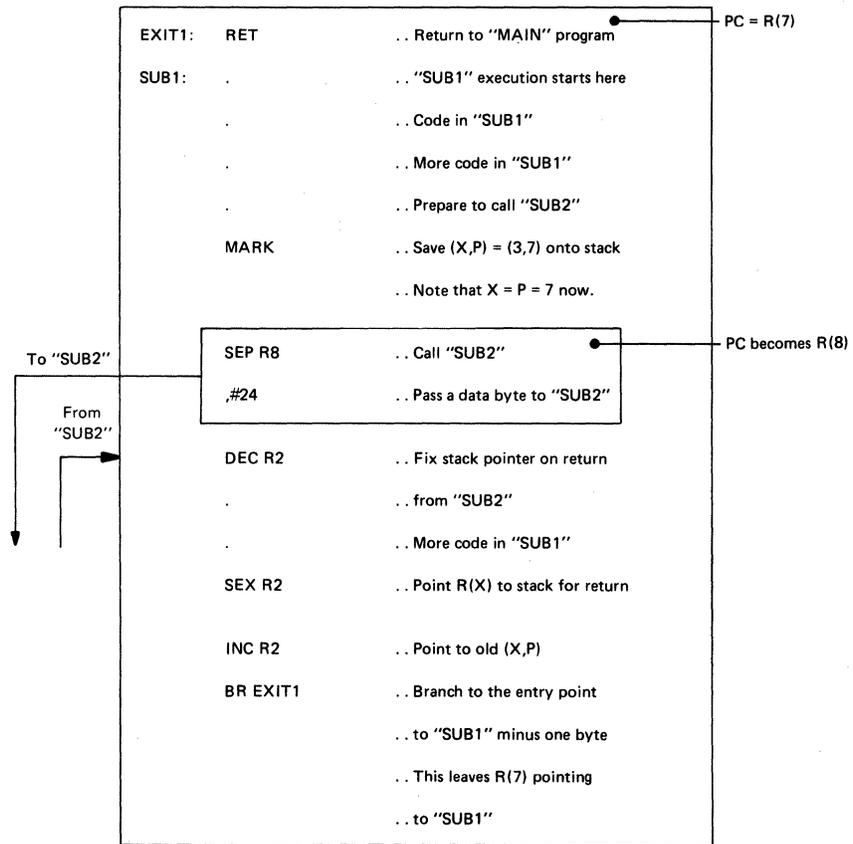 EXIT1: RET .. Return to "MAIN" program
PC = R(7)
SUB1: . .. "SUB1" execution starts here
. .. Code in "SUB1"
. .. More code in "SUB1"
. .. Prepare to call "SUB2"
MARK .. Save (X,P) = (3,7) onto stack
.. Note that X = P = 7 now.
SEP R8 .. Call "SUB2"
PC becomes R(8)
To "SUB2"
,#24 .. Pass a data byte to "SUB2"
From
"SUB2"
DEC R2 .. Fix stack pointer on return
. .. from "SUB2"
. .. More code in "SUB1"
SEX R2 .. Point R(X) to stack for return
INC R2 .. Point to old (X,P)
BR EXIT1 .. Branch to the entry point
.. to "SUB1" minus one byte
.. This leaves R(7) pointing
.. to "SUB1"